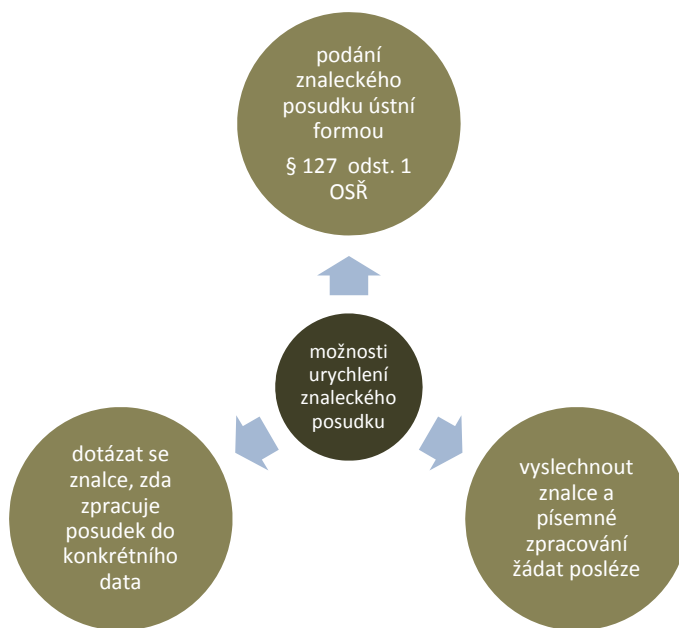 podání
znaleckého
posudku ústní
formou
§ 127 odst. 1
OSŘ
možnosti
urychlení
znaleckého
posudku
dotázat se
znalce, zda
zpracuje
posudek do
konkrétního
data
vyslechnout
znalce a
písemné
zpracování
žádat posléze